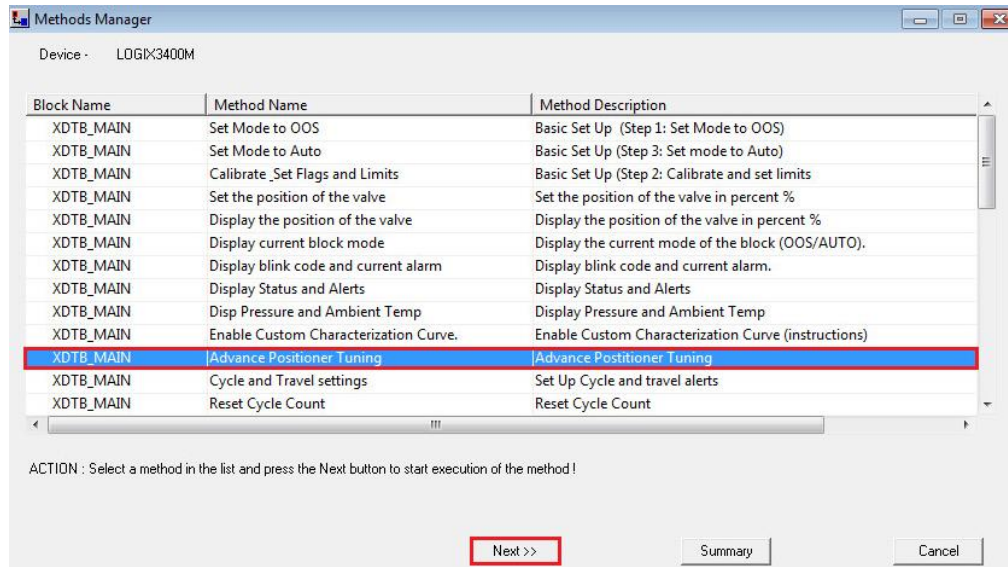 Methods Manager
Device - LOGIX3400M
Block Name Method Name Method Description
XDTB_MAIN Set Mode to OOS Basic Set Up (Step 1: Set Mode to OOS)
XDTB_MAIN Set Mode to Auto Basic Set Up (Step 3: Set mode to Auto)
XDTB_MAIN Calibrate _Set Flags and Limits Basic Set Up (Step 2: Calibrate and set limits
XDTB_MAIN Set the position of the valve Set the position of the valve in percent %
XDTB_MAIN Display the position of the valve Display the position of the valve in percent %
XDTB_MAIN Display current block mode Display the current mode of the block (OOS/AUTO).
XDTB_MAIN Display blink code and current alarm Display blink code and current alarm.
XDTB_MAIN Display Status and Alerts Display Status and Alerts
XDTB_MAIN Disp Pressure and Ambient Temp Display Pressure and Ambient Temp
XDTB_MAIN Enable Custom Characterization Curve. Enable Custom Characterization Curve (instructions)
XDTB_MAIN Advance Positioner Tuning Advance Postitioner Tuning
XDTB_MAIN Cycle and Travel settings Set Up Cycle and travel alerts
XDTB_MAIN Reset Cycle Count Reset Cycle Count
ACTION : Select a method in the list and press the Next button to start execution of the method !
Next >> Summary Cancel